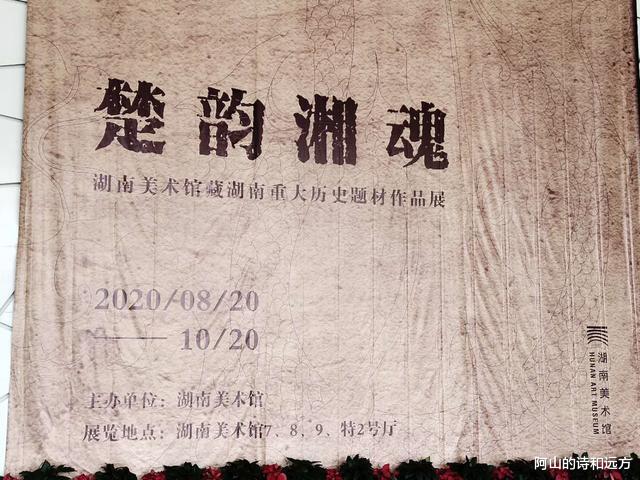 楚韵湘魂
湖南美术馆藏湖南重大历史题材作品展
2020/08/20
—— 10/20
主办单位：湖南美术馆
展览地点：湖南美术馆7、8、9、特2号厅
湖南美术馆
HUNAN ART MUSEUM
阿山的诗和远方